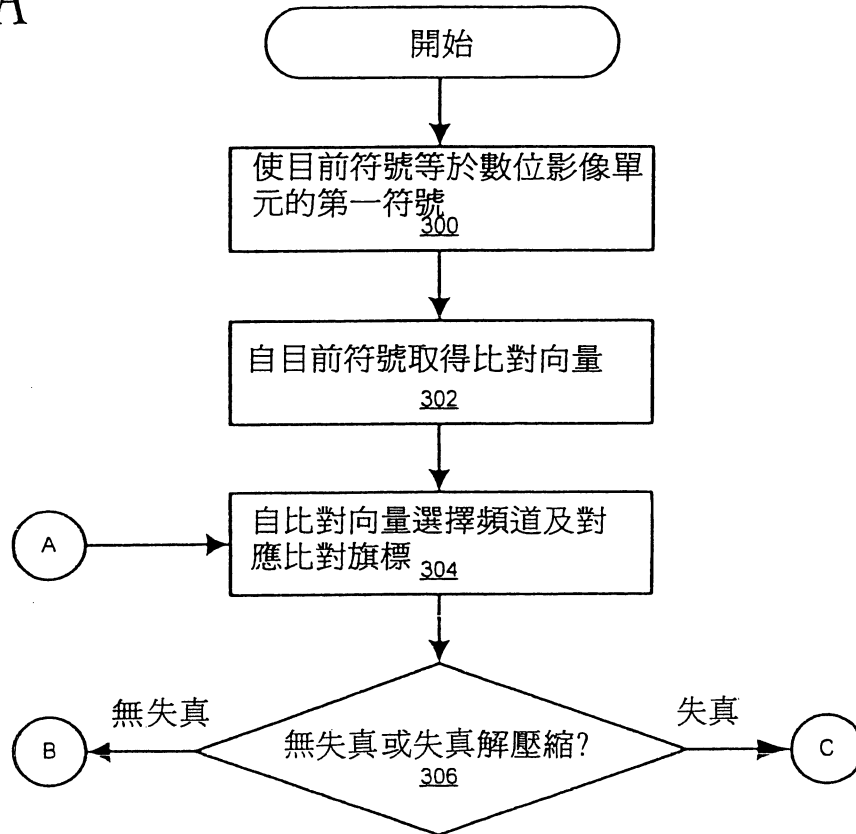 A
開始
使目前符號等於數位影像單
元的第一符號
300
自目前符號取得比對向量
302
自比對向量選擇頻道及對
應比對旗標 304
A
無失真
失真
B
無失真或失真解壓縮?
C
306